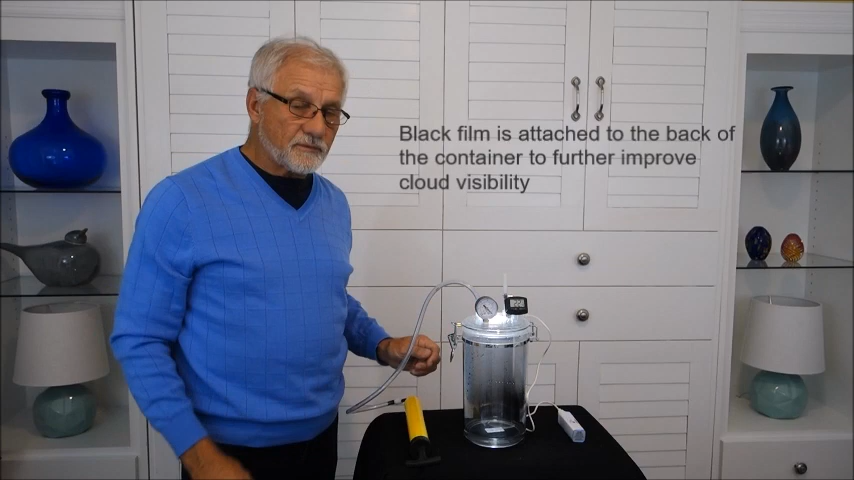 Black film is attached to the back of
the container to further improve
cloud visibility